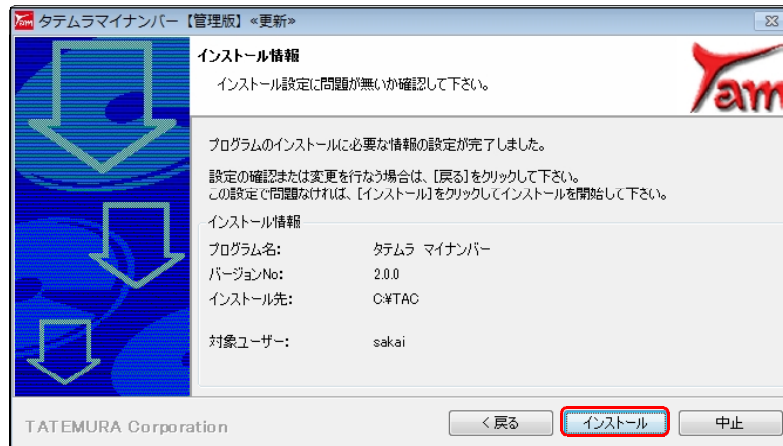 Tam タテムラマイナンバー【管理版】≪更新≫
インストール情報
インストール設定に問題が無いか確認して下さい。
Tam
プログラムのインストールに必要な情報の設定が完了しました。
設定の確認または変更を行なう場合は、[戻る]をクリックして下さい。
この設定で問題なければ、[インストール]をクリックしてインストールを開始して下さい。
インストール情報
プログラム名: タテムラ マイナンバー
バージョンNo: 2.0.0
インストール先: C:¥TAC
対象ユーザー: sakai
TATEMURA Corporation
< 戻る インストール 中止